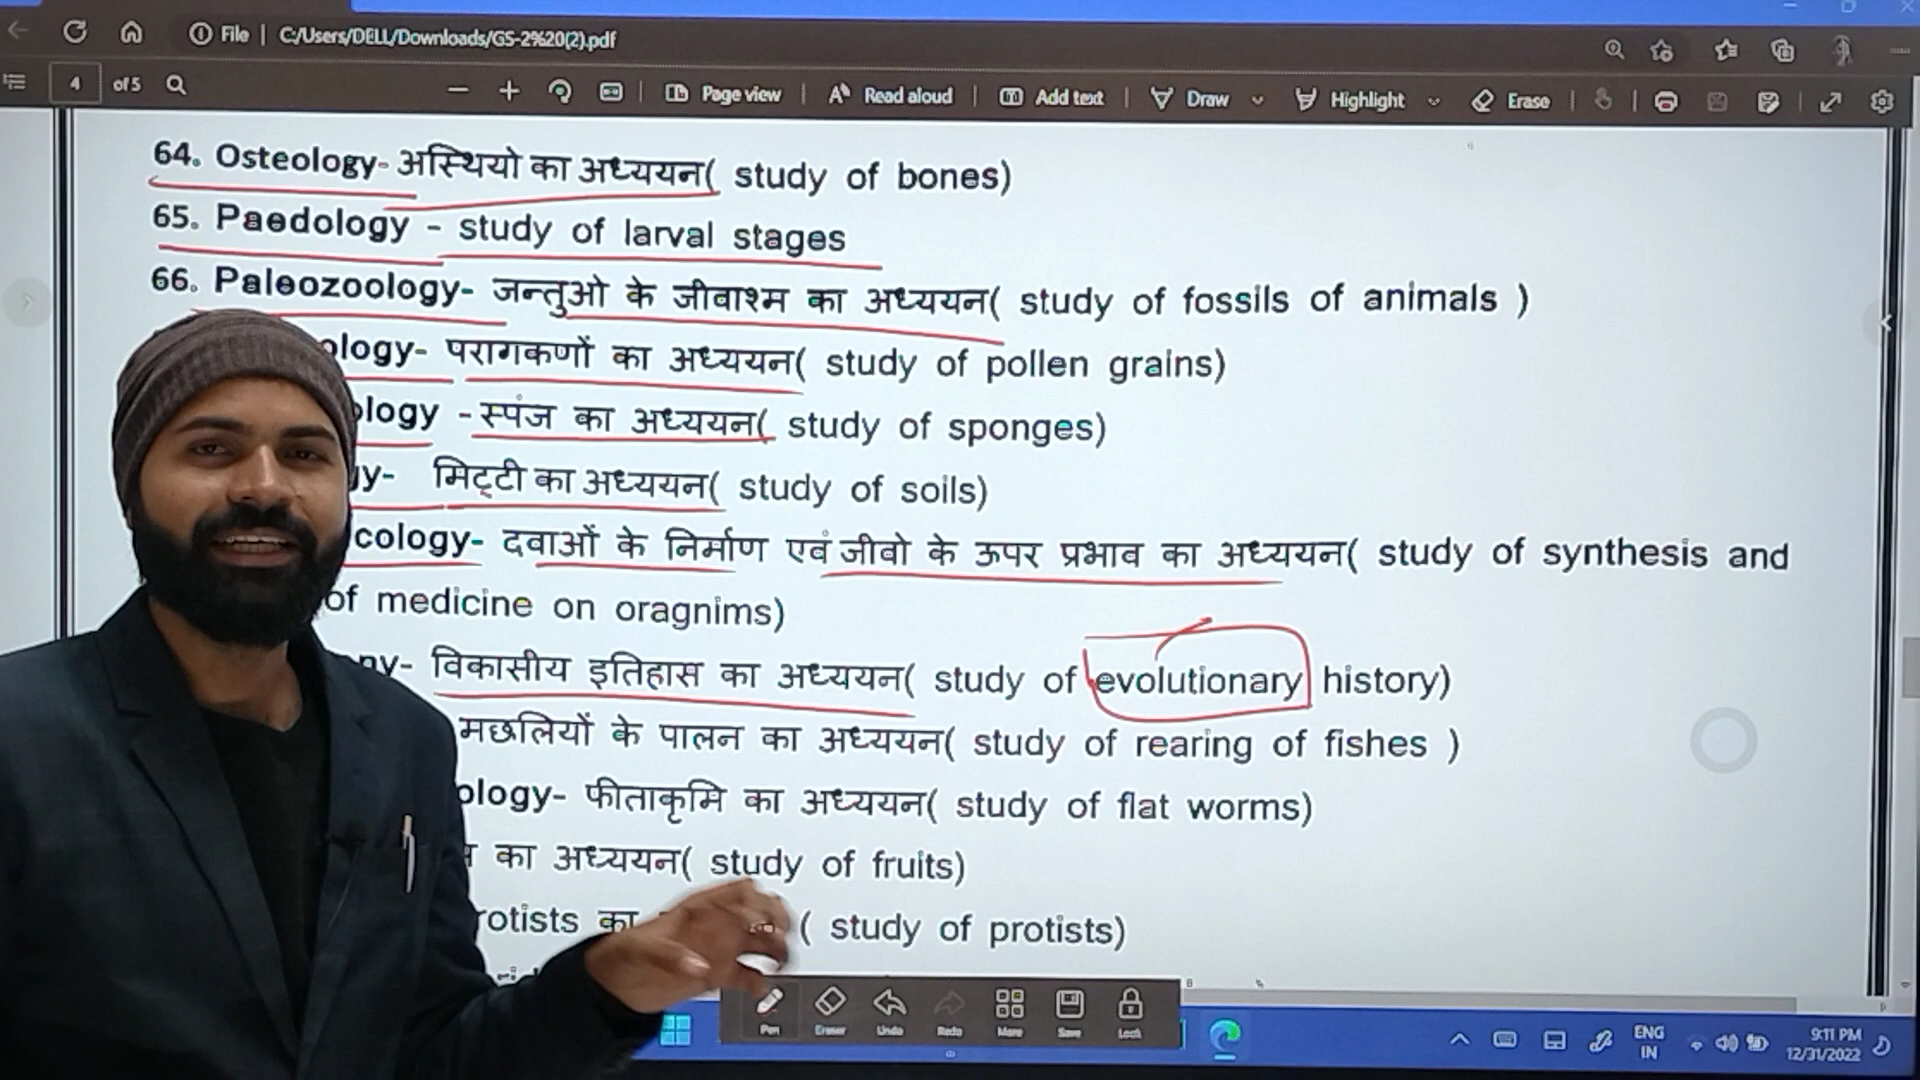 File | C:/Users/DELL/Downloads/GS-2%20(2).pdf
4 of 5 Page view Read aloud Add text Draw Highlight Erase
64. Osteology- अस्थियो का अध्ययन( study of bones)
65. Paedology - study of larval stages
66. Paleozoology- जन्तुओ के जीवाश्म का अध्ययन( study of fossils of animals )
ology- परागकणों का अध्ययन( study of pollen grains)
ology - स्पंज का अध्ययन( study of sponges)
gy- मिट्टी का अध्ययन( study of soils)
cology- दवाओं के निर्माण एवं जीवो के ऊपर प्रभाव का अध्ययन( study of synthesis and
of medicine on oragnims)
ny- विकासीय इतिहास का अध्ययन( study of evolutionary history)
मछलियों के पालन का अध्ययन( study of rearing of fishes )
ology- फीताकृमि का अध्ययन( study of flat worms)
का अध्ययन( study of fruits)
rotists का ( study of protists)
Pen Eraser Undo Redo More Save Lock
ENG 9:11 PM
IN 12/31/2022